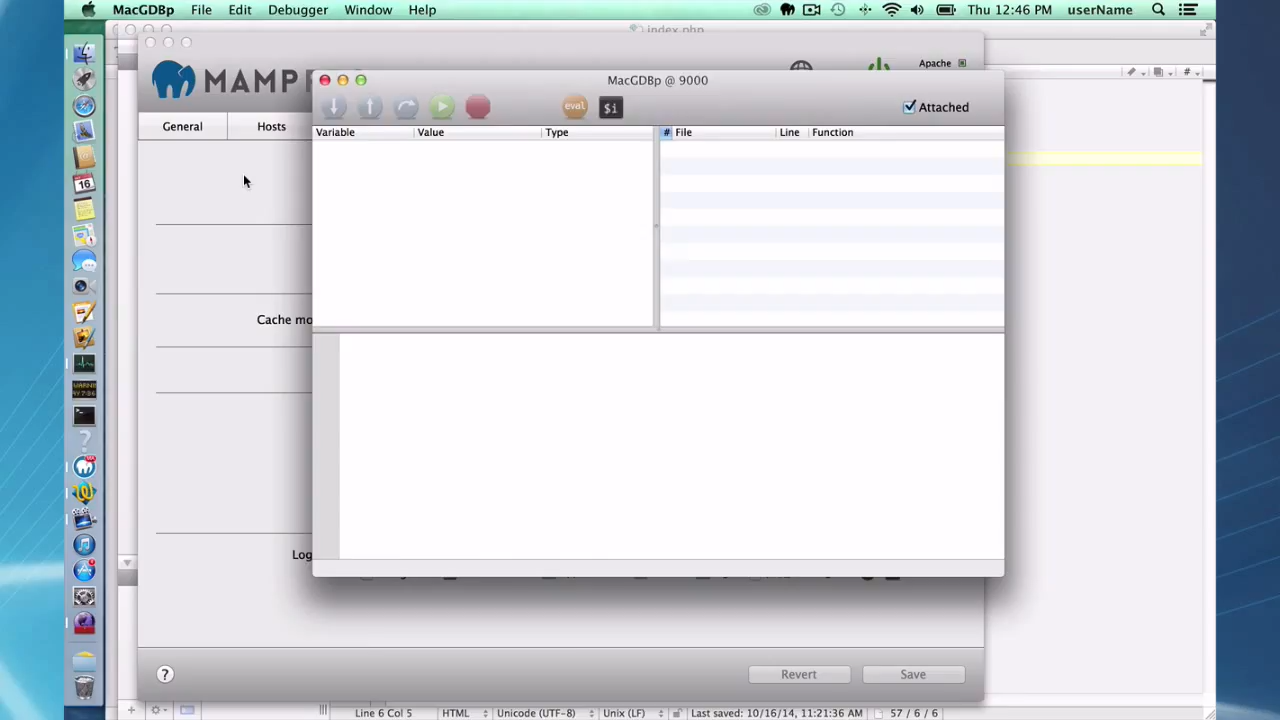 MacGDBp File Edit Debugger Window Help Thu 12:46 PM userName
index.php
MAMP
Apache
MacGDBp @ 9000
eval $i Attached
General Hosts
Variable Value Type # File Line Function
16
Cache mo
Log
? Revert Save
Line 6 Col 5 HTML Unicode (UTF-8) Unix (LF) Last saved: 10/16/14, 11:21:36 AM 57 / 6 / 6